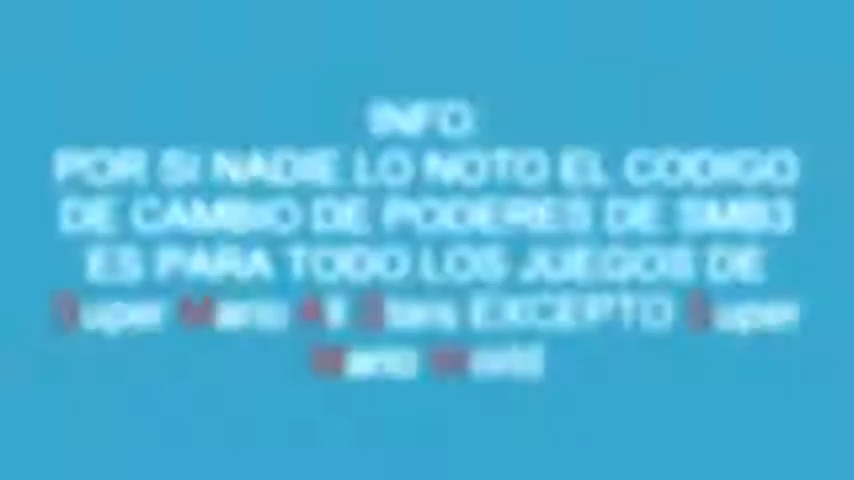 INFO:
POR SI NADIE LO NOTO EL CODIGO
DE CAMBIO DE PODERES DE SMB3
ES PARA TODO LOS JUEGOS DE
Super Mario All Stars EXCEPTO Super
Mario World